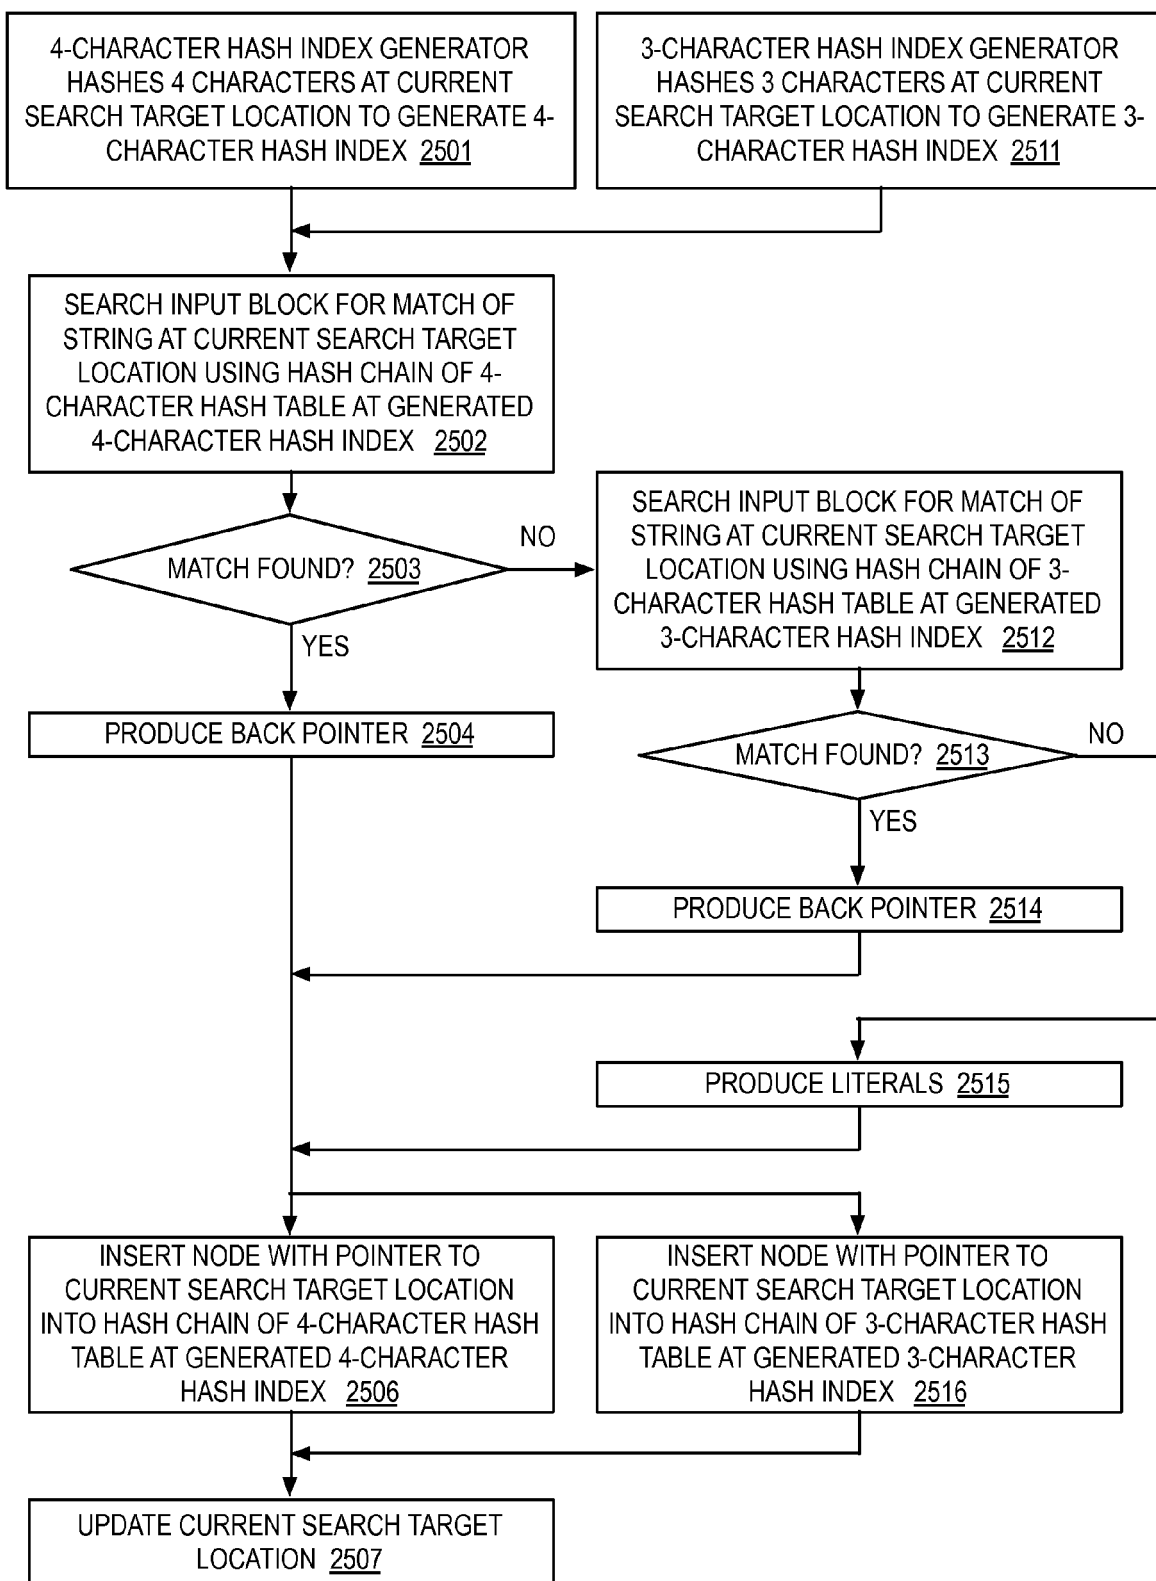 4-CHARACTER HASH INDEX GENERATOR
HASHES 4 CHARACTERS AT CURRENT
SEARCH TARGET LOCATION TO GENERATE 4-
CHARACTER HASH INDEX 2501
3-CHARACTER HASH INDEX GENERATOR
HASHES 3 CHARACTERS AT CURRENT
SEARCH TARGET LOCATION TO GENERATE 3-
CHARACTER HASH INDEX 2511
SEARCH INPUT BLOCK FOR MATCH OF
STRING AT CURRENT SEARCH TARGET
LOCATION USING HASH CHAIN OF 4-
CHARACTER HASH TABLE AT GENERATED
4-CHARACTER HASH INDEX 2502
MATCH FOUND? 2503
NO
YES
SEARCH INPUT BLOCK FOR MATCH OF
STRING AT CURRENT SEARCH TARGET
LOCATION USING HASH CHAIN OF 3-
CHARACTER HASH TABLE AT GENERATED
3-CHARACTER HASH INDEX 2512
PRODUCE BACK POINTER 2504
MATCH FOUND? 2513
NO
YES
PRODUCE BACK POINTER 2514
PRODUCE LITERALS 2515
INSERT NODE WITH POINTER TO
CURRENT SEARCH TARGET LOCATION
INTO HASH CHAIN OF 4-CHARACTER HASH
TABLE AT GENERATED 4-CHARACTER
HASH INDEX 2506
INSERT NODE WITH POINTER TO
CURRENT SEARCH TARGET LOCATION
INTO HASH CHAIN OF 3-CHARACTER HASH
TABLE AT GENERATED 3-CHARACTER
HASH INDEX 2516
UPDATE CURRENT SEARCH TARGET
LOCATION 2507